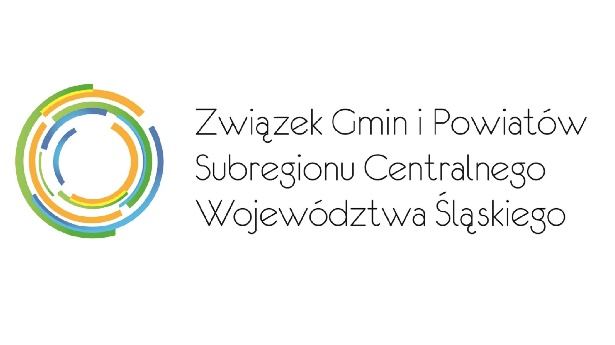 Związek Gmin i Powiatów
Subregionu Centralnego
Województwa Śląskiego